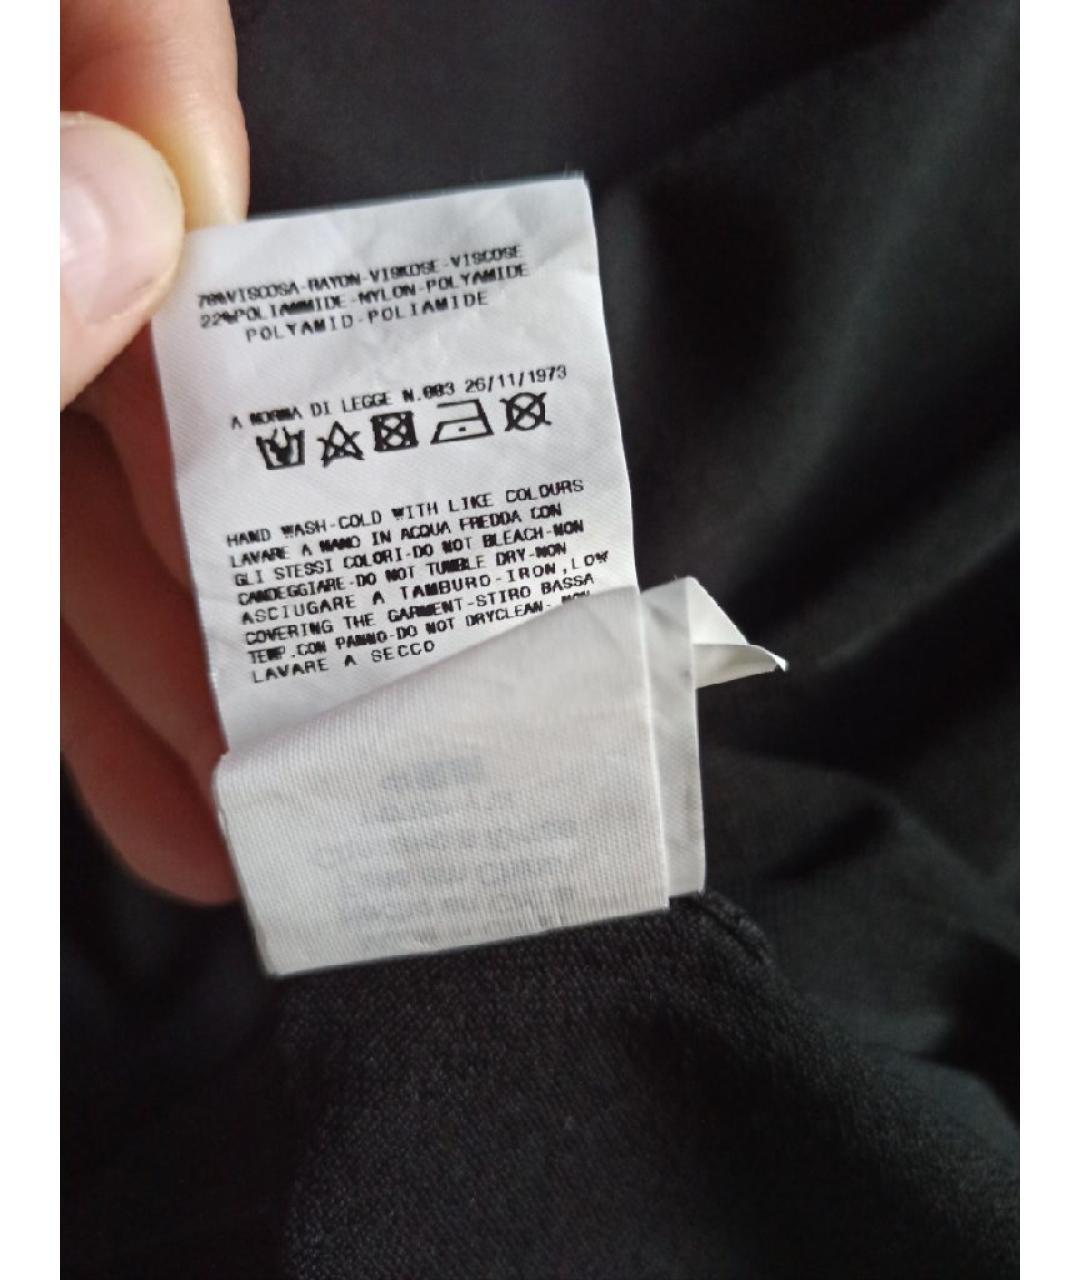 78%VISCOSA-RAYON-VISKOSE-VISCOSE
22%POLIAMMIDE-NYLON-POLYAMIDE
POLYAMID-POLIAMIDE
A NORMA DI LEGGE N.883 26/11/1973
HAND WASH-COLD WITH LIKE COLOURS
LAVARE A MANO IN ACQUA FREDDA CON
GLI STESSI COLORI-DO NOT BLEACH-NON
CANDEGGIARE-DO NOT TUMBLE DRY-NON
ASCIUGARE A TAMBURO-IRON,LOW
COVERING THE GARMENT-STIRO BASSA
TEMP.CON PANNO-DO NOT DRYCLEAN- NON
LAVARE A SECCO